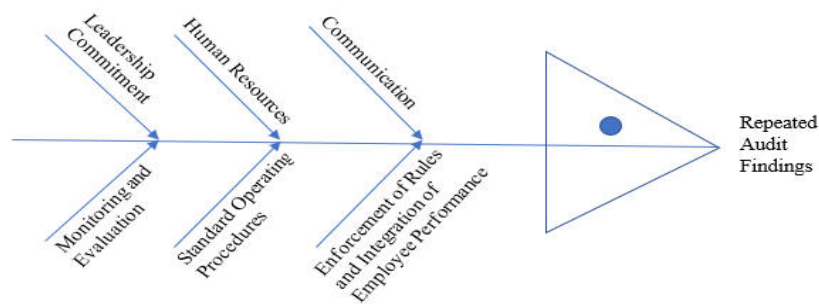 Leadership
Commitment
Human Resources
Communication
Repeated
Audit
Findings
Monitoring and
Evaluation
Standard Operating
Procedures
Enforcement of Rules
and Integration of
Employee Performance